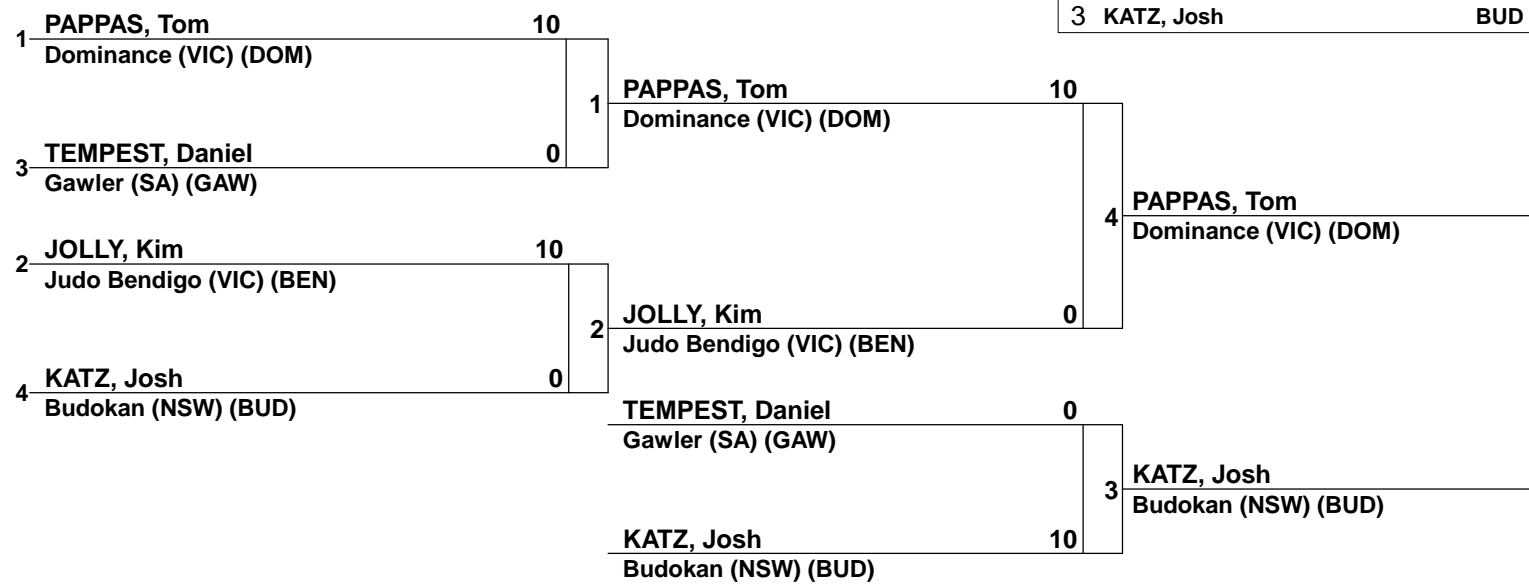 3 KATZ, Josh BUD
1 PAPPAS, Tom 10
Dominance (VIC) (DOM)
1
3 TEMPEST, Daniel 0
Gawler (SA) (GAW)
PAPPAS, Tom 10
Dominance (VIC) (DOM)
2 JOLLY, Kim 10
Judo Bendigo (VIC) (BEN)
2
4 KATZ, Josh 0
Budokan (NSW) (BUD)
JOLLY, Kim 0
Judo Bendigo (VIC) (BEN)
4
PAPPAS, Tom
Dominance (VIC) (DOM)
TEMPEST, Daniel 0
Gawler (SA) (GAW)
3
KATZ, Josh 10
Budokan (NSW) (BUD)
KATZ, Josh
Budokan (NSW) (BUD)